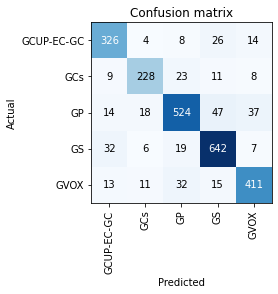 Confusion matrix
Actual
GCUP-EC-GC 326 4 8 26 14
GCs 9 228 23 11 8
GP 14 18 524 47 37
GS 32 6 19 642 7
GVOX 13 11 32 15 411
GCUP-EC-GC GCs GP GS GVOX
Predicted